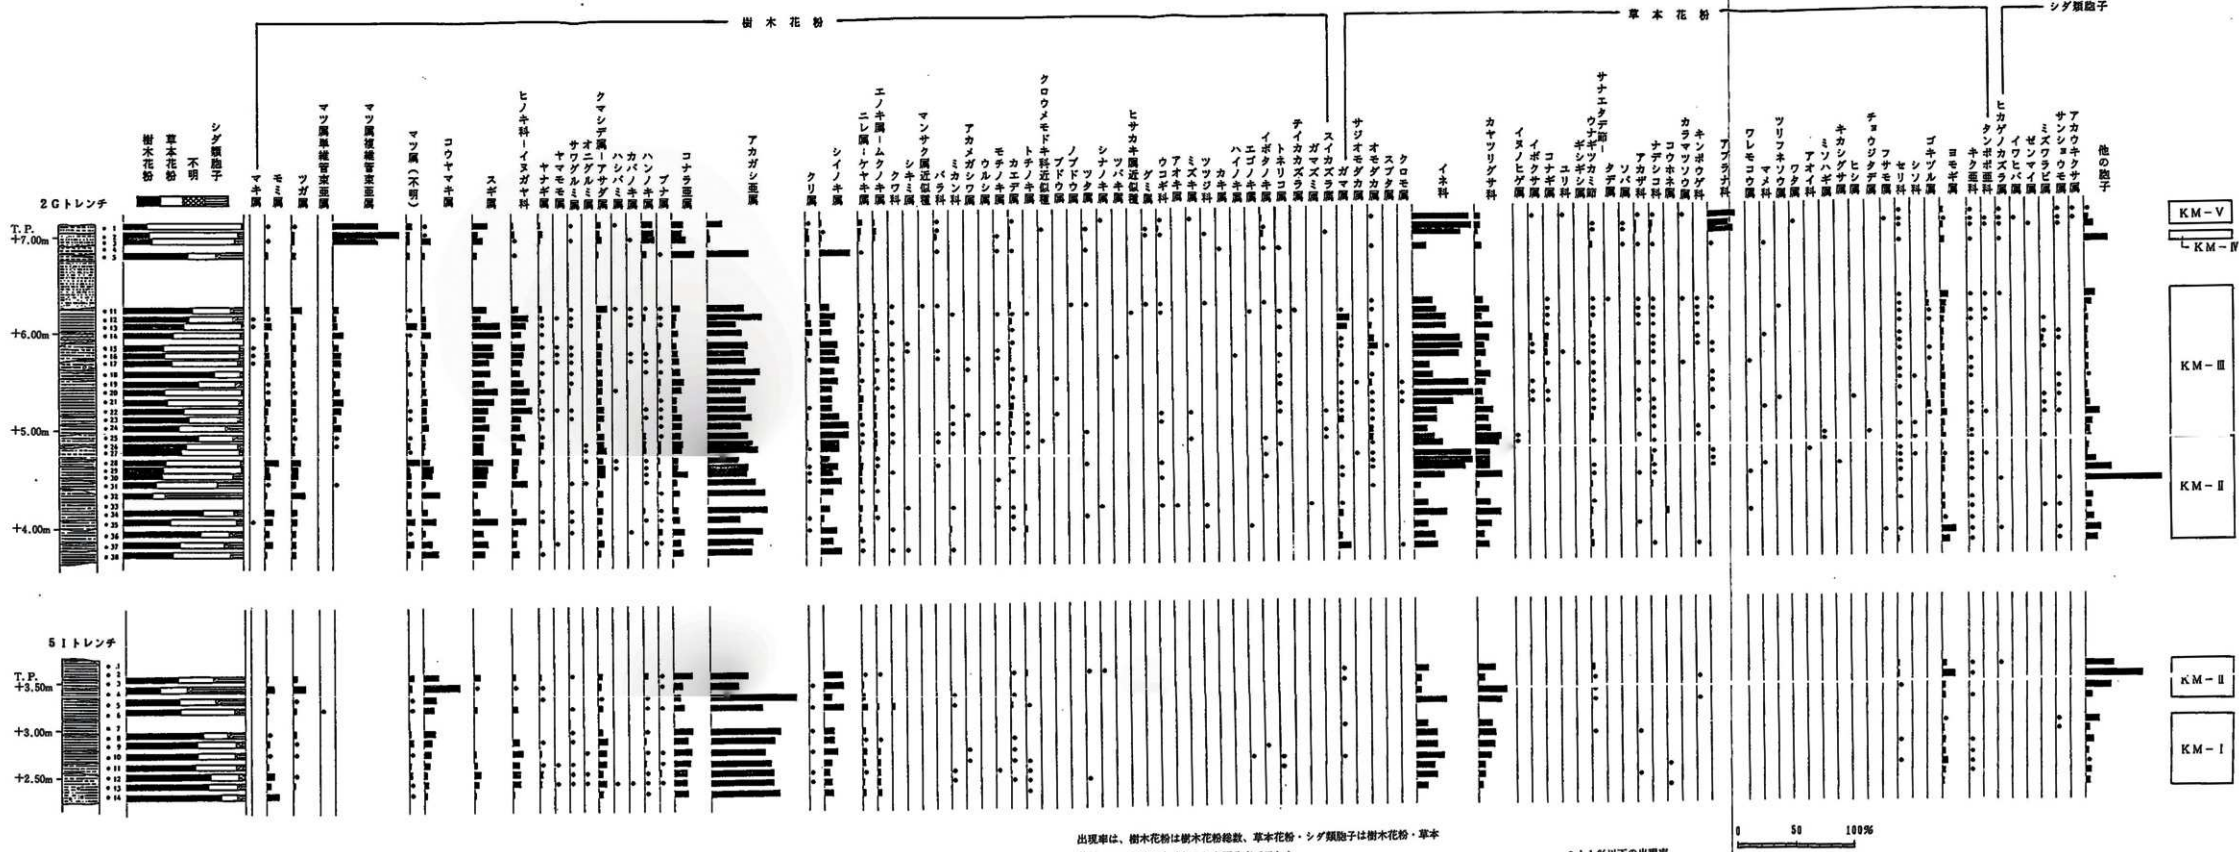 樹木花粉
草本花粉
シダ類胞子
樹木花粉
草本花粉
不明
シダ類胞子
マキ属
モミ属
ツガ属
マツ属単維管束亜属
マツ属複維管束亜属
マツ属(不明)
コウヤマキ属
スギ属
ヒノキ科-イヌガヤ科
ヤナギ属
ヤマモモ属
サワグルミ属
オニグルミ属
クマシデ属-アサダ属
ハシバミ属
カバノキ属
ハンノキ属
ブナ属
コナラ亜属
アカガシ亜属
クリ属
シイノキ属
ニレ属-ケヤキ属
エノキ属-ムクノキ属
クワ科
シキミ属
マンサク属近似種
バラ科
ミカン科
アカメガシワ属
ウルシ属
モチノキ属
カエデ属
トチノキ属
クロウメモドキ科近似種
ブドウ属
ノブドウ属
ツタ属
シナノキ属
ツバキ属
ヒサカキ属近似種
グミ属
ウコギ科
アオキ属
ミズキ属
ツツジ科
カキ属
ハイノキ属
エゴノキ属
イボタノキ属
トネリコ属
テイカカズラ属
ガマズミ属
スイカズラ属
ガマ属
サジオモダカ属
オモダカ属
スブタ属
クロモ属
イネ科
カヤツリグサ科
イヌノヒゲ属
イボクサ属
コナギ属
ユリ科
ギシギシ属
サナエタデ節-
ウナギツカミ節
タデ属
ソバ属
アカザ科
ナデシコ科
コウホネ属
カラマツソウ属
キンポウゲ科
アブラナ科
ワレモコウ属
マメ科
ツリフネソウ属
ワタ属
アオイ科
ミソハギ属
キカシグサ属
ヒシ属
チョウジタデ属
フサモ属
セリ科
シソ科
ゴキヅル属
ヨモギ属
キク亜科
タンポポ亜科
ヒカゲノカズラ属
イワヒバ属
ゼンマイ属
ミズワラビ属
サンショウモ属
アカウキクサ属
他の胞子
2Gトレンチ
T.P.
+7.00m
+6.00m
+5.00m
+4.00m
KM-V
KM-IV
KM-III
KM-II
5Iトレンチ
T.P.
+3.50m
+3.00m
+2.50m
KM-II
KM-I
出現率は、樹木花粉は樹木花粉総数、草本花粉・シダ類胞子は樹木花粉・草本
0 50 100%